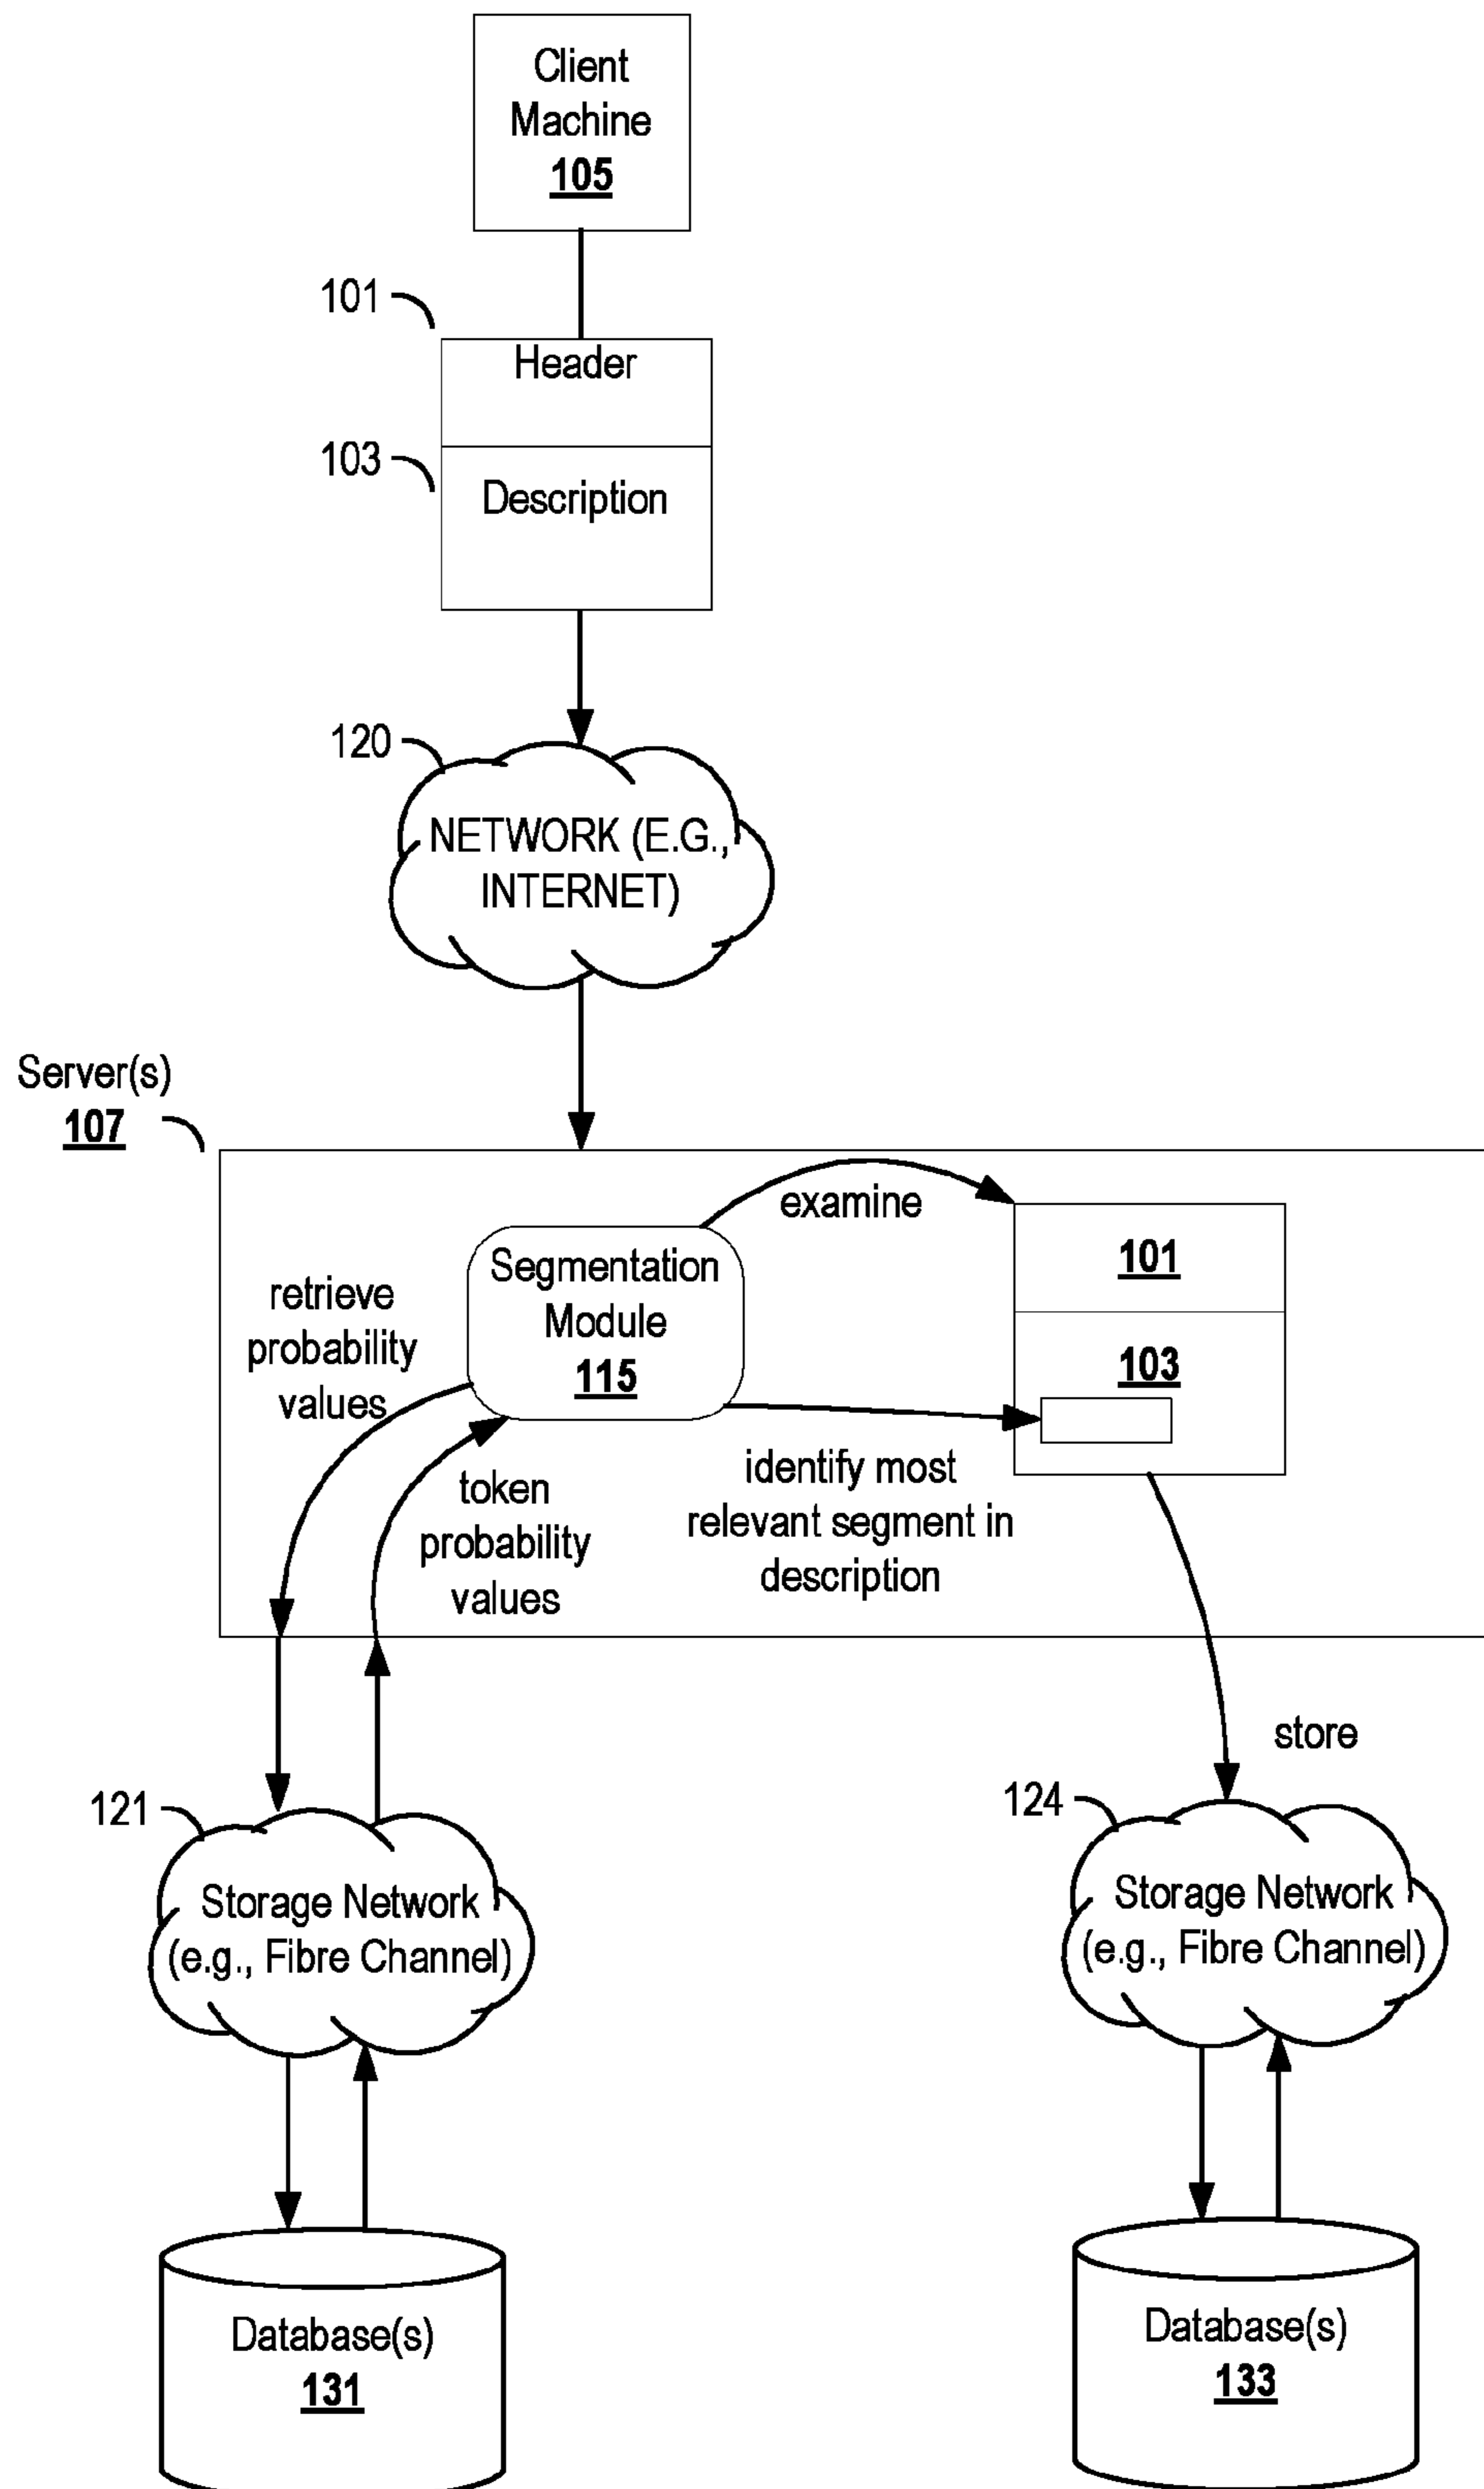 Client
Machine
105
101
Header
103
Description
120
NETWORK (E.G.,
INTERNET)
Server(s)
107
examine
101
Segmentation
Module
115
retrieve
probability
values
103
token
probability
values
identify most
relevant segment in
description
store
121
124
Storage Network
(e.g., Fibre Channel)
Storage Network
(e.g., Fibre Channel)
Database(s)
131
Database(s)
133